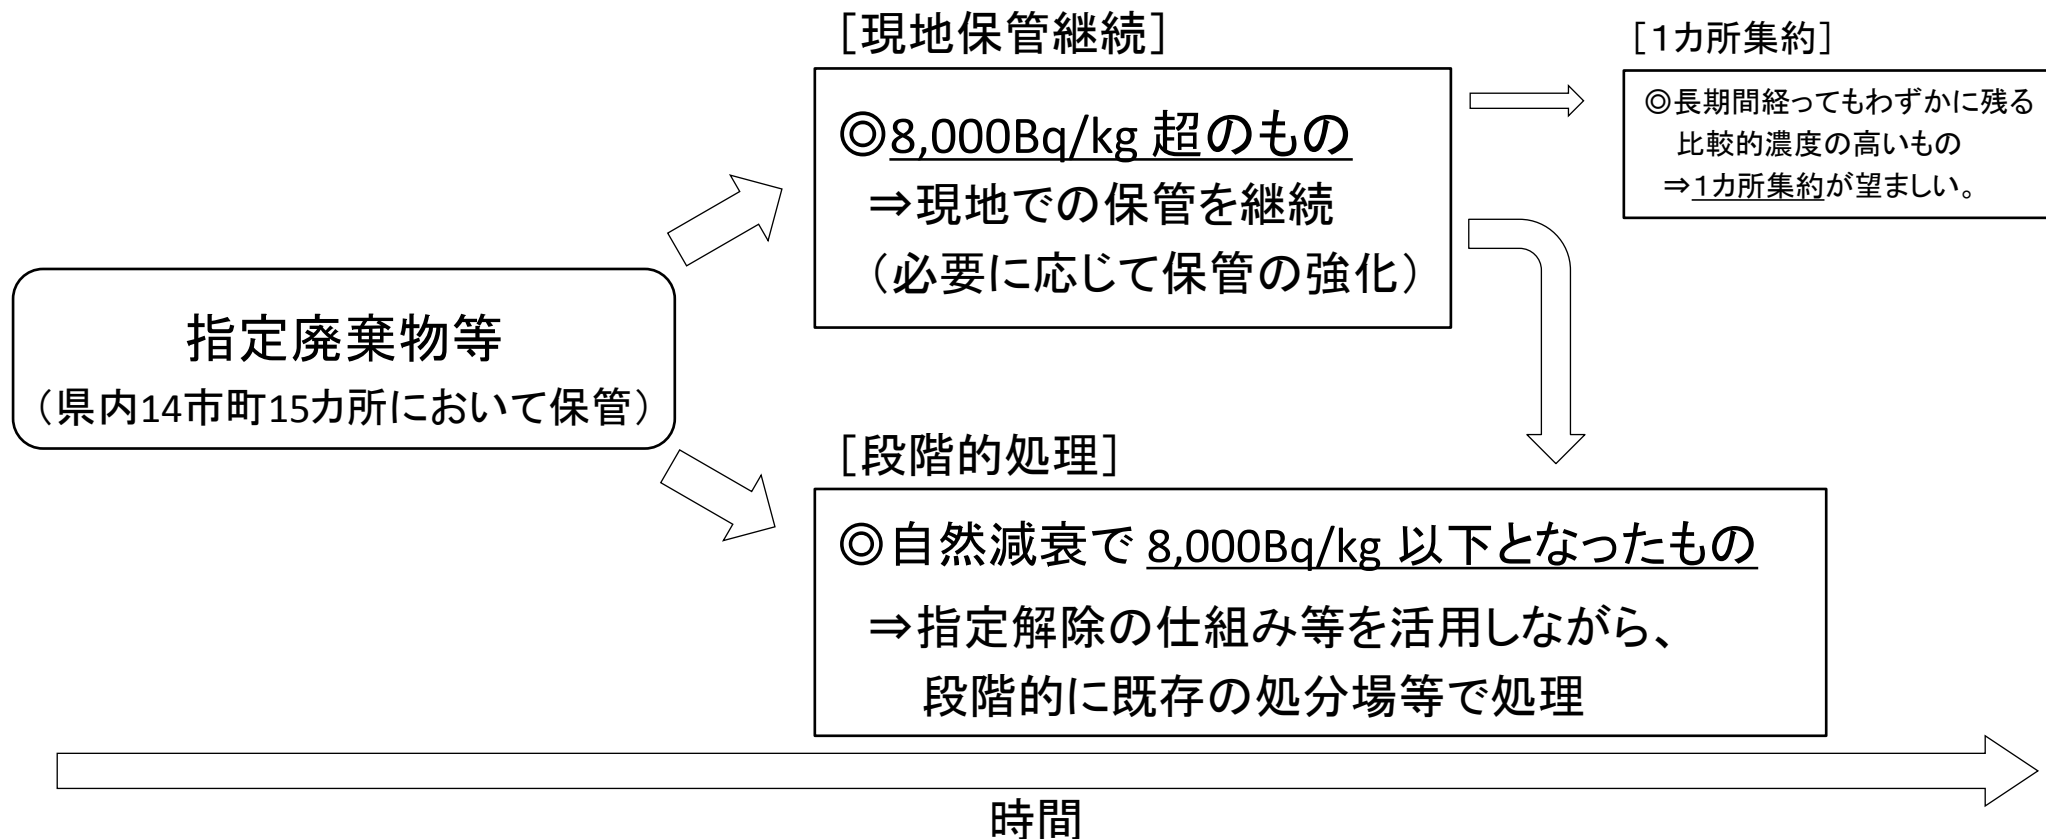 ［現地保管継続］
◎8,000Bq/kg 超のもの
⇒現地での保管を継続
（必要に応じて保管の強化）
［1カ所集約］
◎長期間経ってもわずかに残る
比較的濃度の高いもの
⇒1カ所集約が望ましい。
指定廃棄物等
（県内14市町15カ所において保管）
［段階的処理］
◎自然減衰で 8,000Bq/kg 以下となったもの
⇒指定解除の仕組み等を活用しながら、
段階的に既存の処分場等で処理
時間